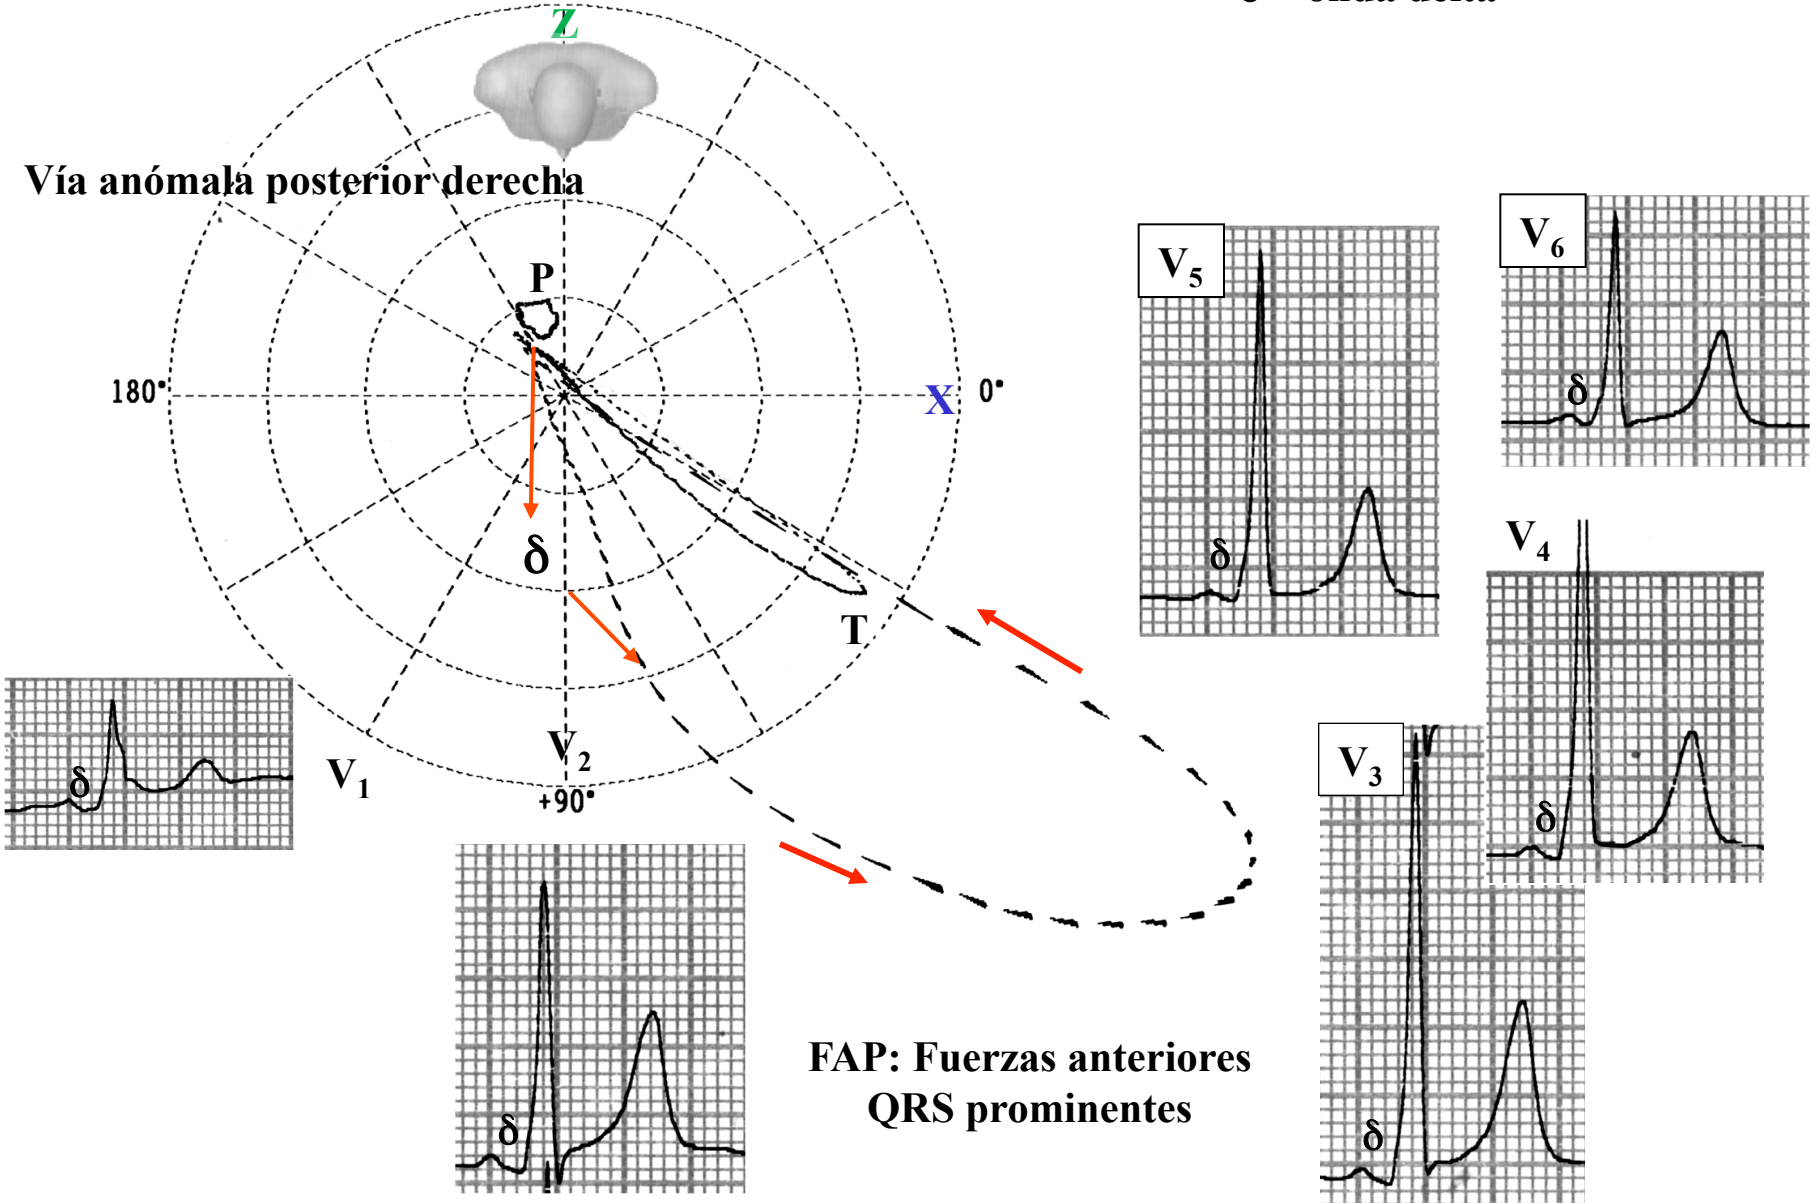 Z
Vía anómala posterior derecha
P
180°
X
0°
δ
T
V1
V2
+90°
δ
δ
V5
δ
V6
δ
V4
δ
V3
δ
FAP: Fuerzas anteriores
QRS prominentes